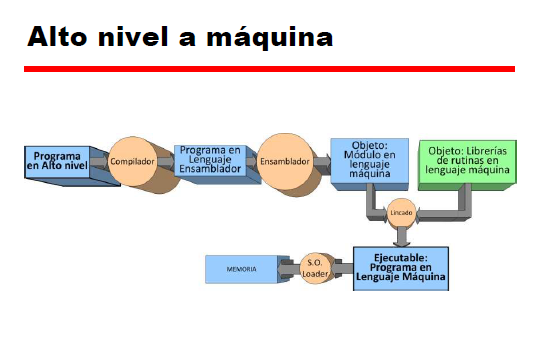 Alto nivel a máquina
Programa
en Alto nivel
Compilador
Programa en
Lenguaje
Ensamblador
Ensamblador
Objeto:
Módulo en
lenguaje
máquina
Objeto: Librerías
de rutinas en
lenguaje máquina
Lincado
MEMORIA
S.O.
Loader
Ejecutable:
Programa en
Lenguaje Máquina